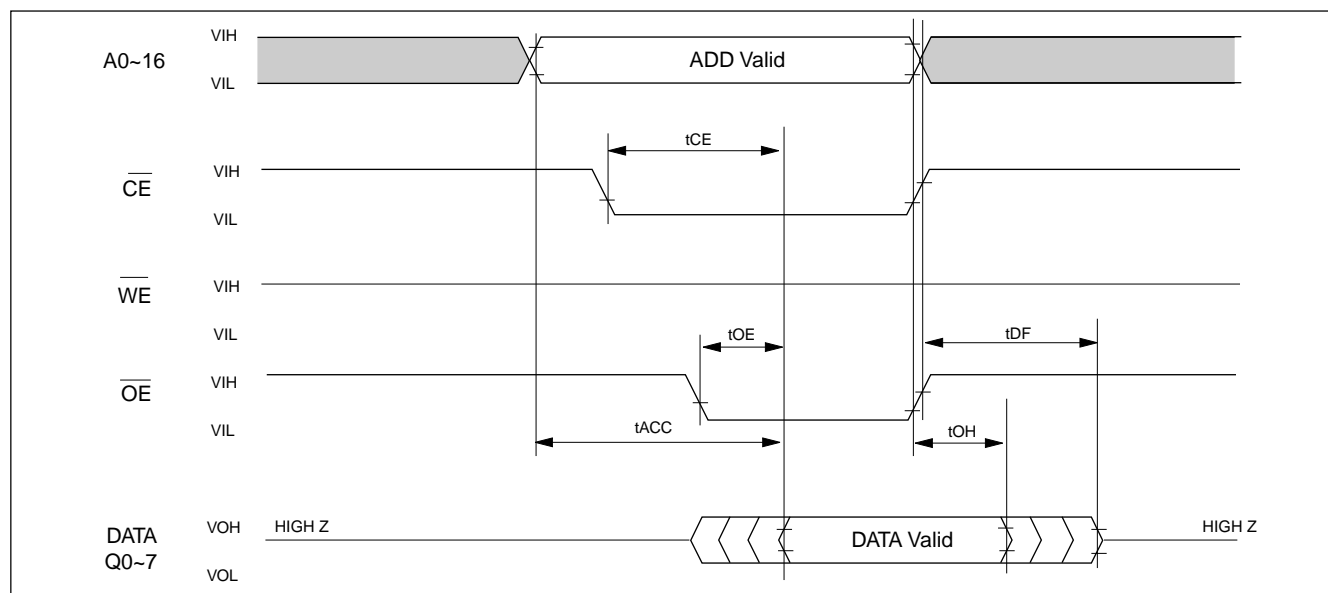 VIH
A0~16
ADD Valid
VIL
tCE
VIH
CE
VIL
WE
VIH
VIL
tOE
tDF
VIH
OE
VIL
tACC
tOH
VOH
HIGH Z
HIGH Z
DATA
DATA Valid
Q0~7
VOL